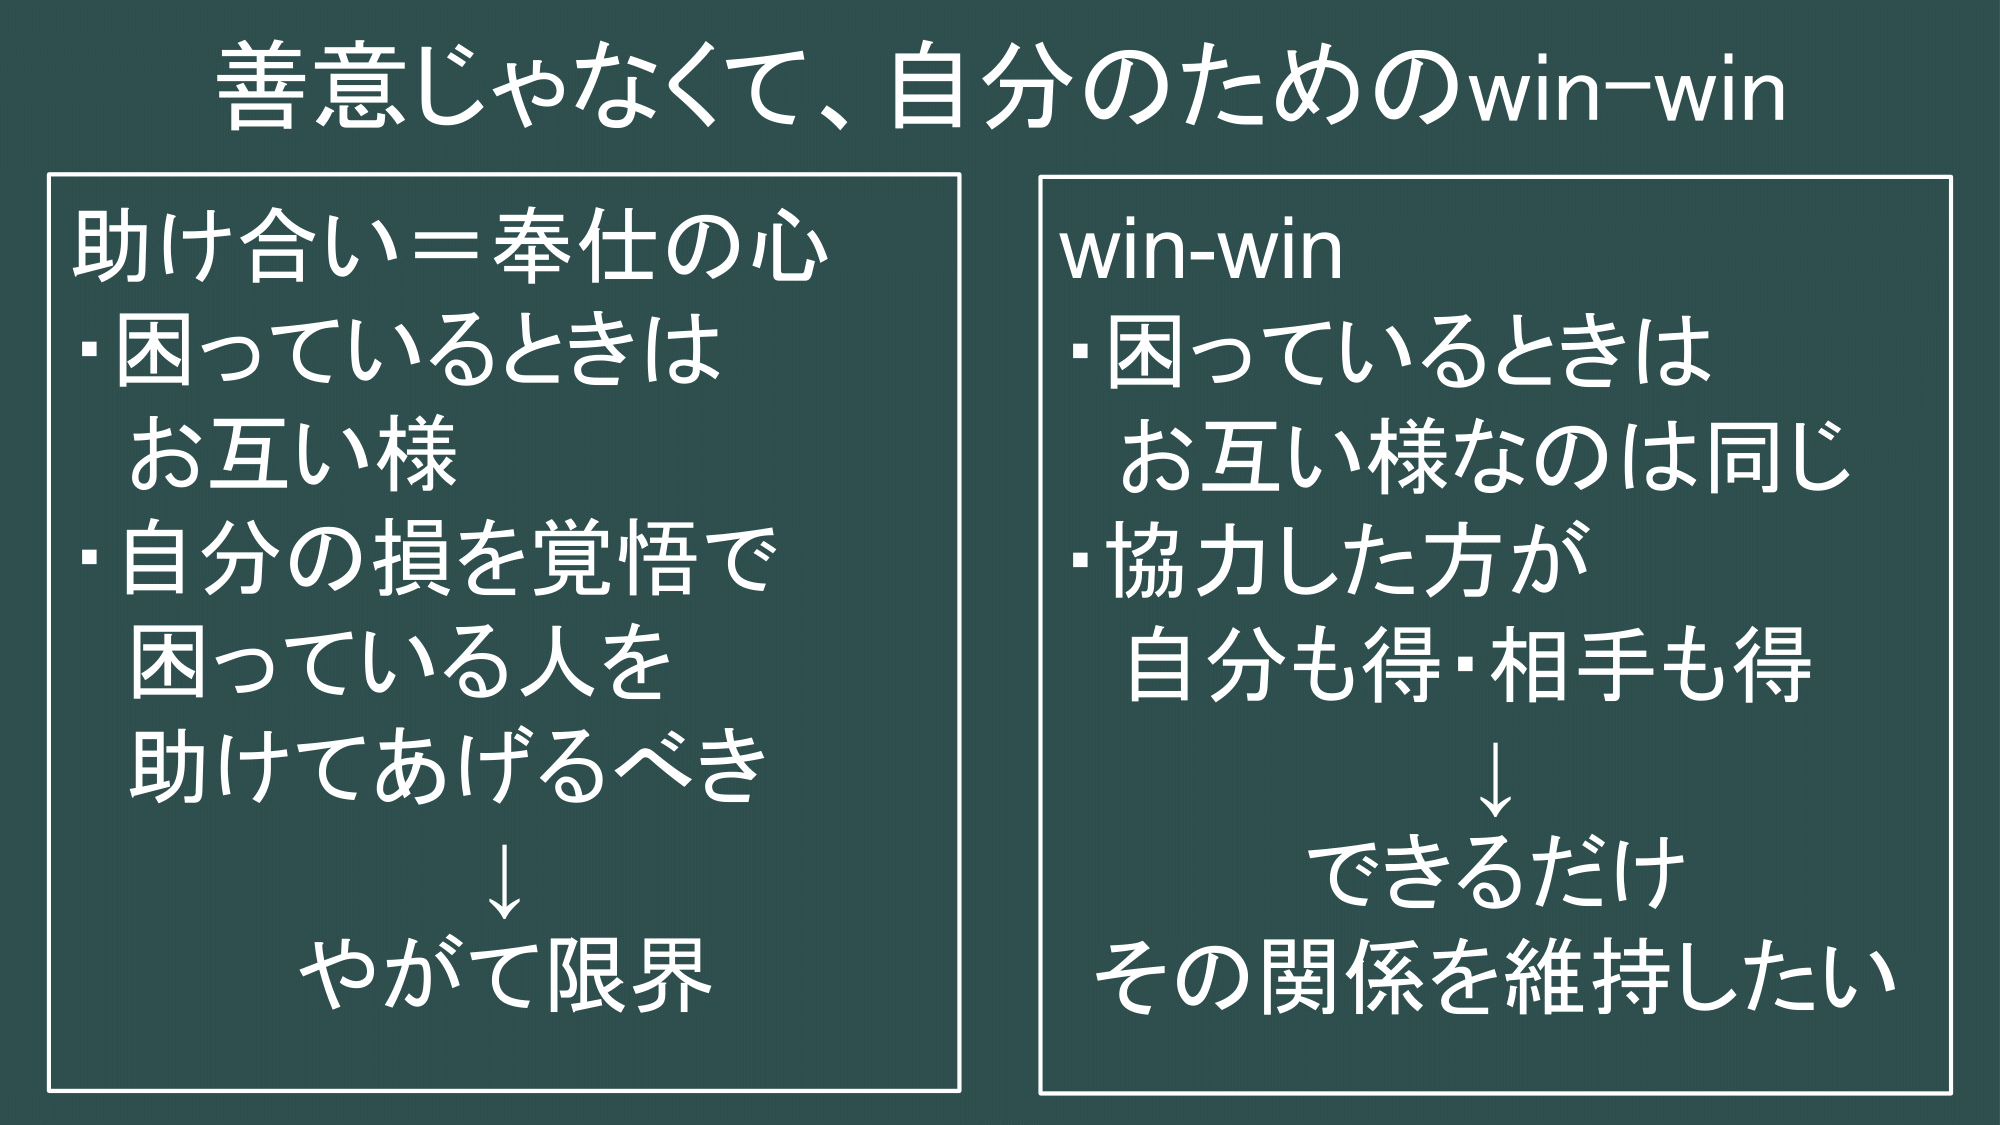 善意じゃなくて、自分のためのwin−win
助け合い＝奉仕の心
・困っているときは
お互い様
・自分の損を覚悟で
困っている人を
助けてあげるべき
↓
やがて限界
win-win
・困っているときは
お互い様なのは同じ
・協力した方が
自分も得・相手も得
↓
できるだけ
その関係を維持したい